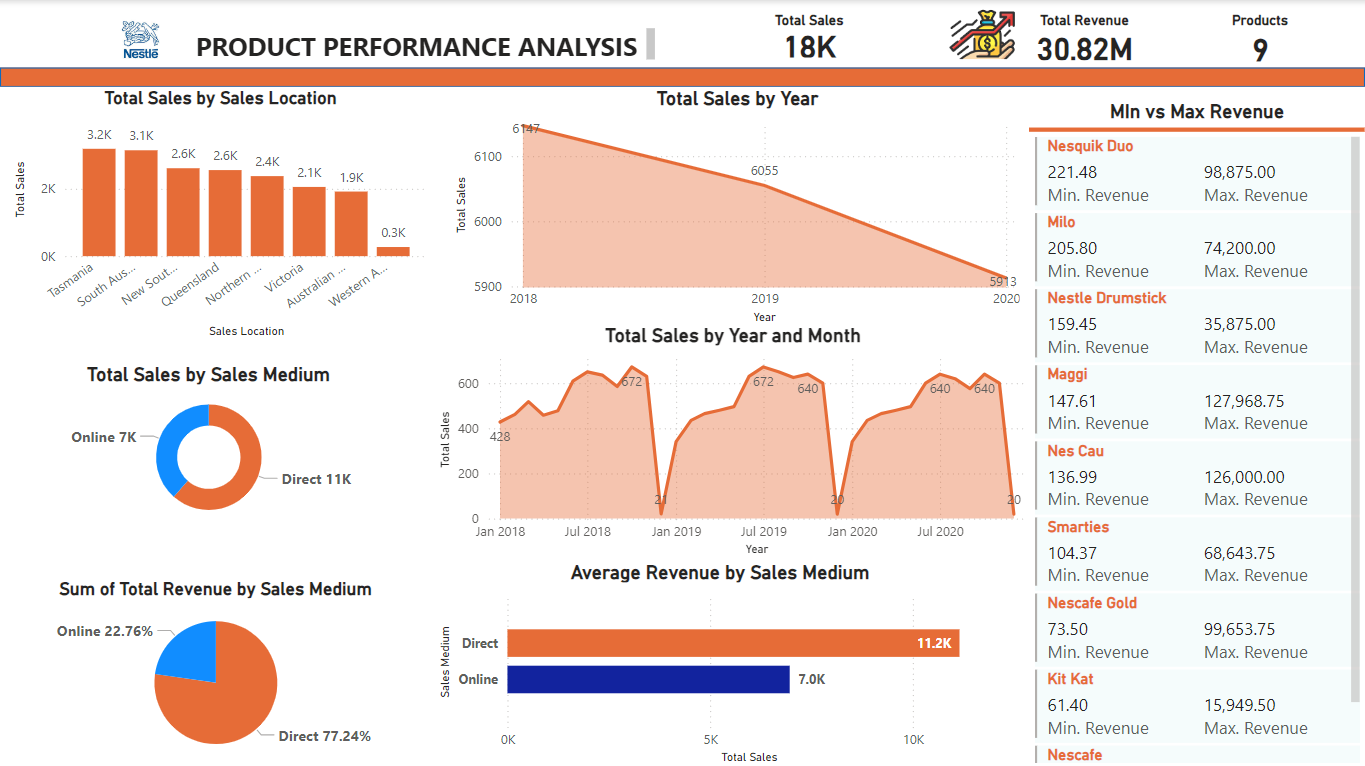 Nestlé
PRODUCT PERFORMANCE ANALYSIS
Total Sales
18K
Total Revenue
30.82M
Products
9
Total Sales by Sales Location
Total Sales
2K
0K
3.2K
3.1K
2.6K
2.6K
2.4K
2.1K
1.9K
0.3K
Tasmania
South Aus...
New Sout...
Queensland
Northern ...
Victoria
Australian ...
Western A...
Sales Location
Total Sales by Sales Medium
Online 7K
Direct 11K
Sum of Total Revenue by Sales Medium
Online 22.76%
Direct 77.24%
Total Sales by Year
Total Sales
6100
6000
5900
6147
6055
5913
2018
2019
2020
Year
Total Sales by Year and Month
Total Sales
600
400
200
0
428
672
21
672
640
20
640
640
20
Jan 2018
Jul 2018
Jan 2019
Jul 2019
Jan 2020
Jul 2020
Year
Average Revenue by Sales Medium
Sales Medium
Direct
11.2K
Online
7.0K
0K
5K
10K
Total Sales
MIn vs Max Revenue
Nesquik Duo
221.48 98,875.00
Min. Revenue Max. Revenue
Milo
205.80 74,200.00
Min. Revenue Max. Revenue
Nestle Drumstick
159.45 35,875.00
Min. Revenue Max. Revenue
Maggi
147.61 127,968.75
Min. Revenue Max. Revenue
Nes Cau
136.99 126,000.00
Min. Revenue Max. Revenue
Smarties
104.37 68,643.75
Min. Revenue Max. Revenue
Nescafe Gold
73.50 99,653.75
Min. Revenue Max. Revenue
Kit Kat
61.40 15,949.50
Min. Revenue Max. Revenue
Nescafe